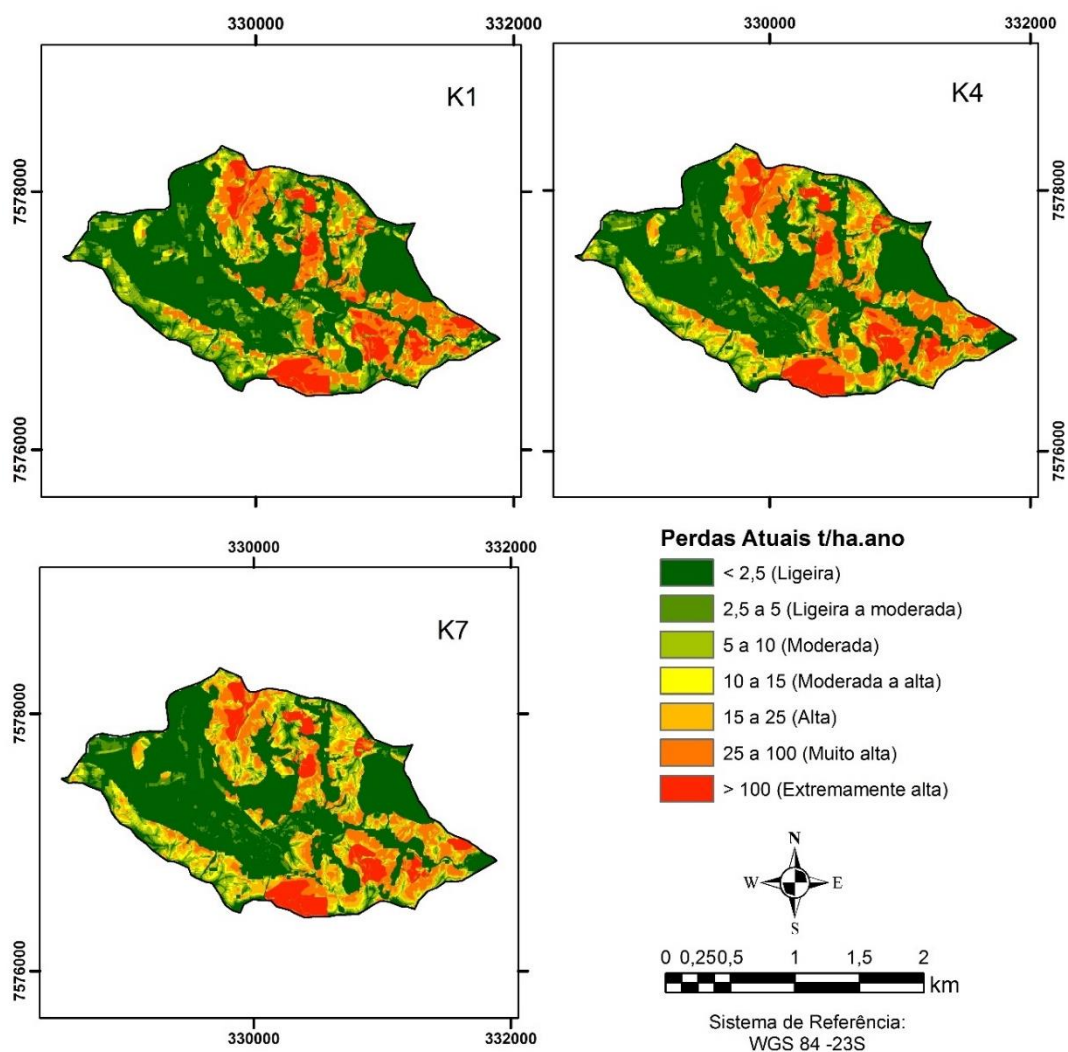 330000
332000
330000
332000
K1
K4
7578000
7578000
7576000
7576000
330000
332000
K7
7578000
7576000
330000
332000
Perdas Atuais t/ha.ano
< 2,5 (Ligeira)
2,5 a 5 (Ligeira a moderada)
5 a 10 (Moderada)
10 a 15 (Moderada a alta)
15 a 25 (Alta)
25 a 100 (Muito alta)
> 100 (Extremamente alta)
N
W
E
S
0 0,25 0,5 1 1,5 2
km
Sistema de Referência:
WGS 84 -23S